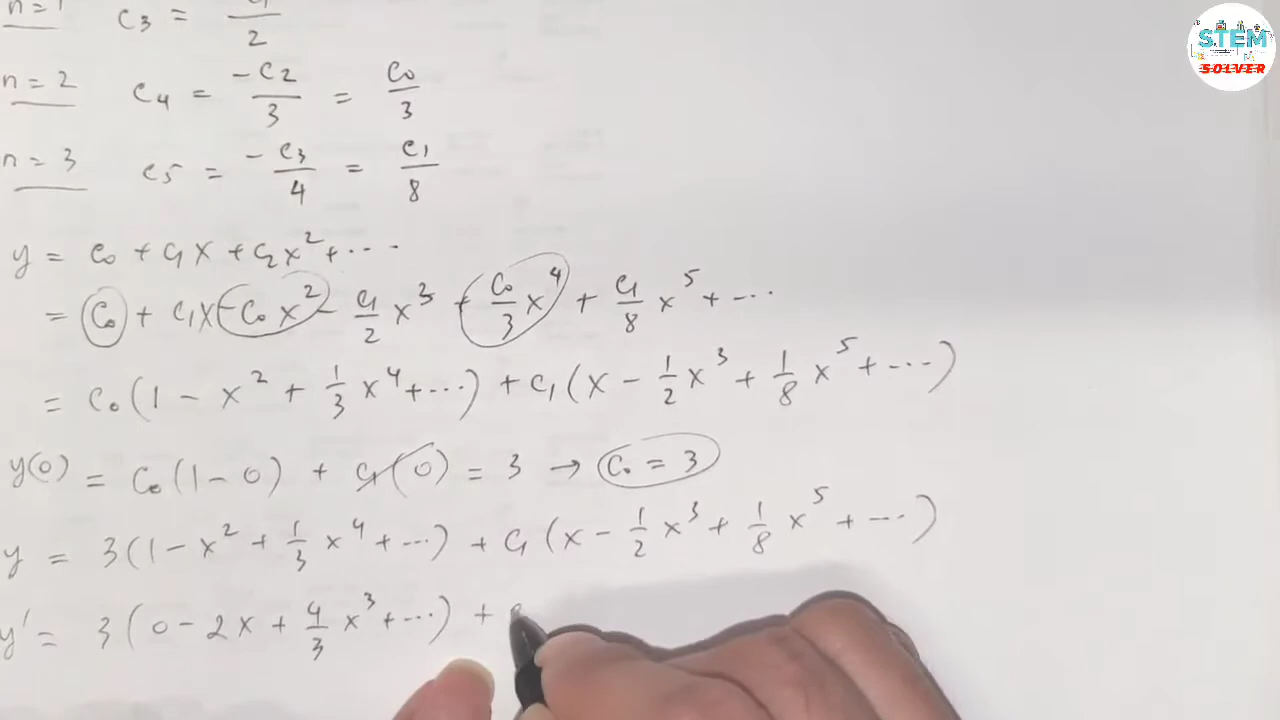 n = 1 c₃ = 2
STEM
SOLVER
n = 2 c₄ = -c₂/3 = c₀/3
n = 3 c₅ = -c₃/4 = c₁/8
y = c₀ + c₁x + c₂x² + ...
= c₀ + c₁x - c₀x² - c₁/2 x³ + c₀/3 x⁴ + c₁/8 x⁵ + ...
= c₀(1 - x² + 1/3 x⁴ + ...) + c₁(x - 1/2 x³ + 1/8 x⁵ + ...)
y(0) = c₀(1 - 0) + c₁(0) = 3 → c₀ = 3
y = 3(1 - x² + 1/3 x⁴ + ...) + c₁(x - 1/2 x³ + 1/8 x⁵ + ...)
y' = 3(0 - 2x + 4/3 x³ + ...) +